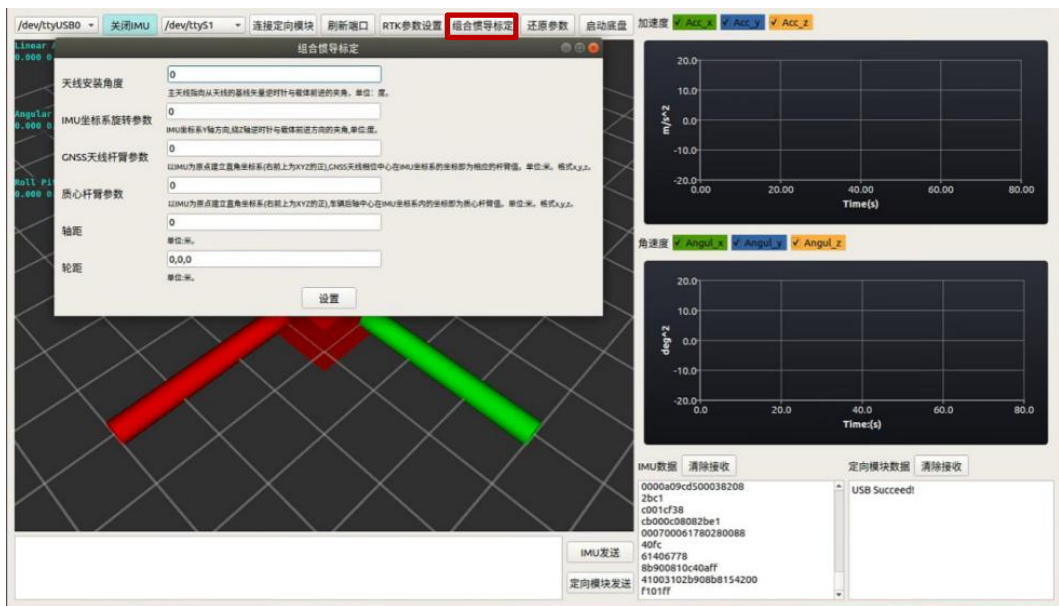 /dev/ttyUSB0 关闭IMU /dev/ttyS1 连接定向模块 刷新端口 RTK参数设置 组合惯导标定 还原参数 启动底盘
加速度 Acc_x Acc_y Acc_z
Linear
0.000 0
Angular
0.000 0
Roll Pi
0.000 0
组合惯导标定
天线安装角度
0
主天线指向从天线的基线矢量逆时针与载体前进的夹角。单位：度。
IMU坐标系旋转参数
0
IMU坐标系Y轴方向,绕Z轴逆时针与载体前进方向的夹角,单位:度。
GNSS天线杆臂参数
0
以IMU为原点建立直角坐标系(右前上为XYZ的正),GNSS天线相位中心在IMU坐标系的坐标即为相应的杆臂值。单位:米。格式x,y,z。
质心杆臂参数
0
以IMU为原点建立直角坐标系(右前上为XYZ的正),车辆后轴中心在IMU坐标系内的坐标即为质心杆臂值。单位:米。格式x,y,z。
轴距
0
单位:米。
轮距
0,0,0
单位:米。
设置
20.0
10.0
0.0
-10.0
-20.0
m/s^2
0.00 20.00 40.00 60.00 80.00
Time(s)
角速度 Angul_x Angul_y Angul_z
20.0
10.0
0.0
-10.0
-20.0
deg^2
0.0 20.0 40.0 60.0 80.0
Time:(s)
IMU数据 清除接收
0000a09cd500038208
2bc1
c001cf38
cb000c08082be1
000700061780280088
40fc
61406778
8b900810c40aff
41003102b908b8154200
f101ff
定向模块数据 清除接收
USB Succeed!
IMU发送
定向模块发送